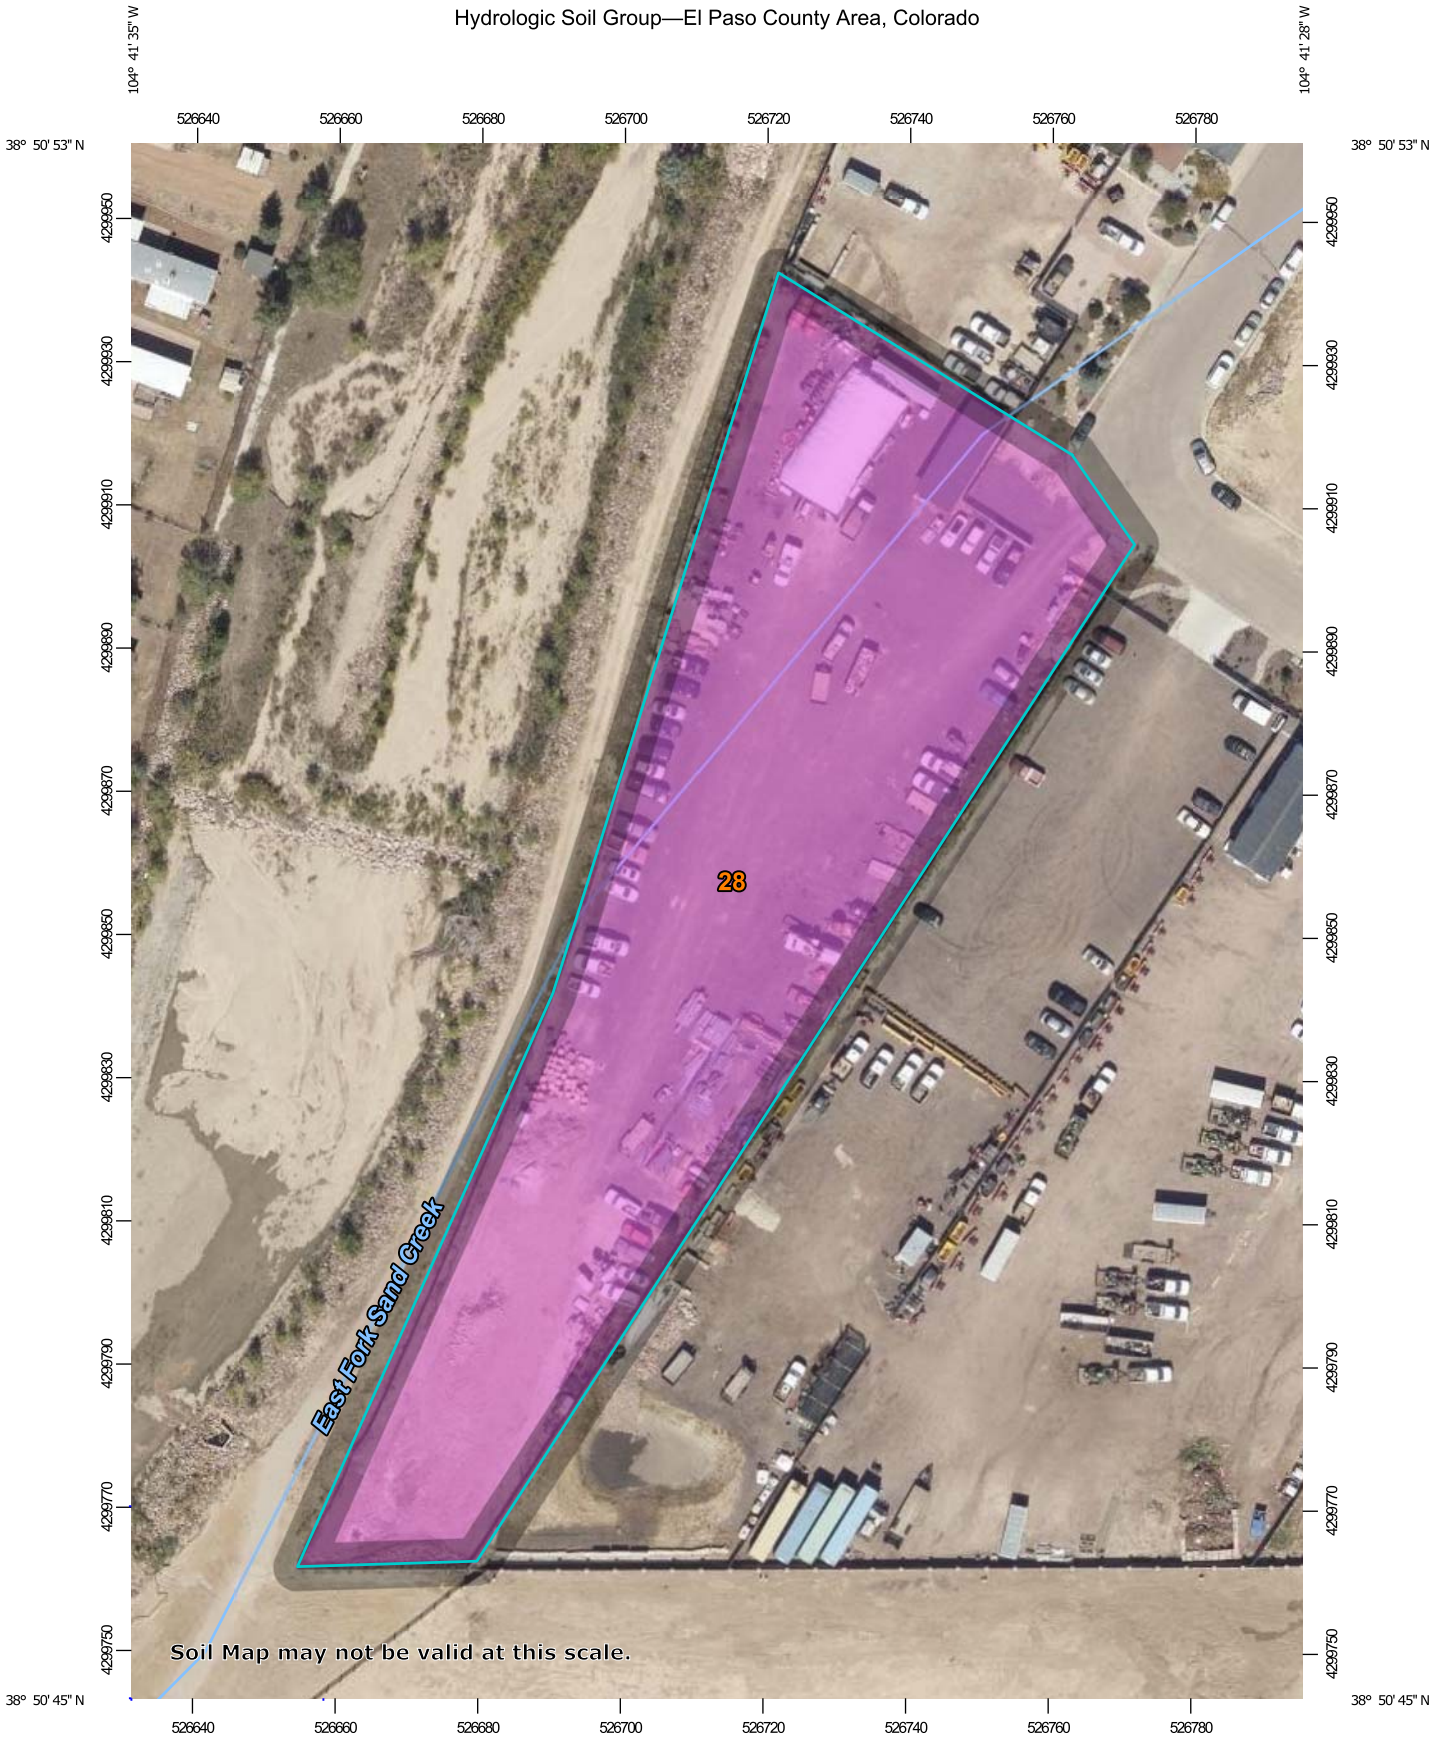 Hydrologic Soil Group—El Paso County Area, Colorado
104° 41' 35" W
104° 41' 28" W
526640 526660 526680 526700 526720 526740 526760 526780
38° 50' 53" N
38° 50' 53" N
4299950
4299950
4299930
4299930
4299910
4299910
4299890
4299890
4299870
4299870
28
4299850
4299850
4299830
4299830
4299810
4299810
East Fork Sand Creek
4299790
4299790
4299770
4299770
4299750
4299750
Soil Map may not be valid at this scale.
38° 50' 45" N
38° 50' 45" N
526640 526660 526680 526700 526720 526740 526760 526780